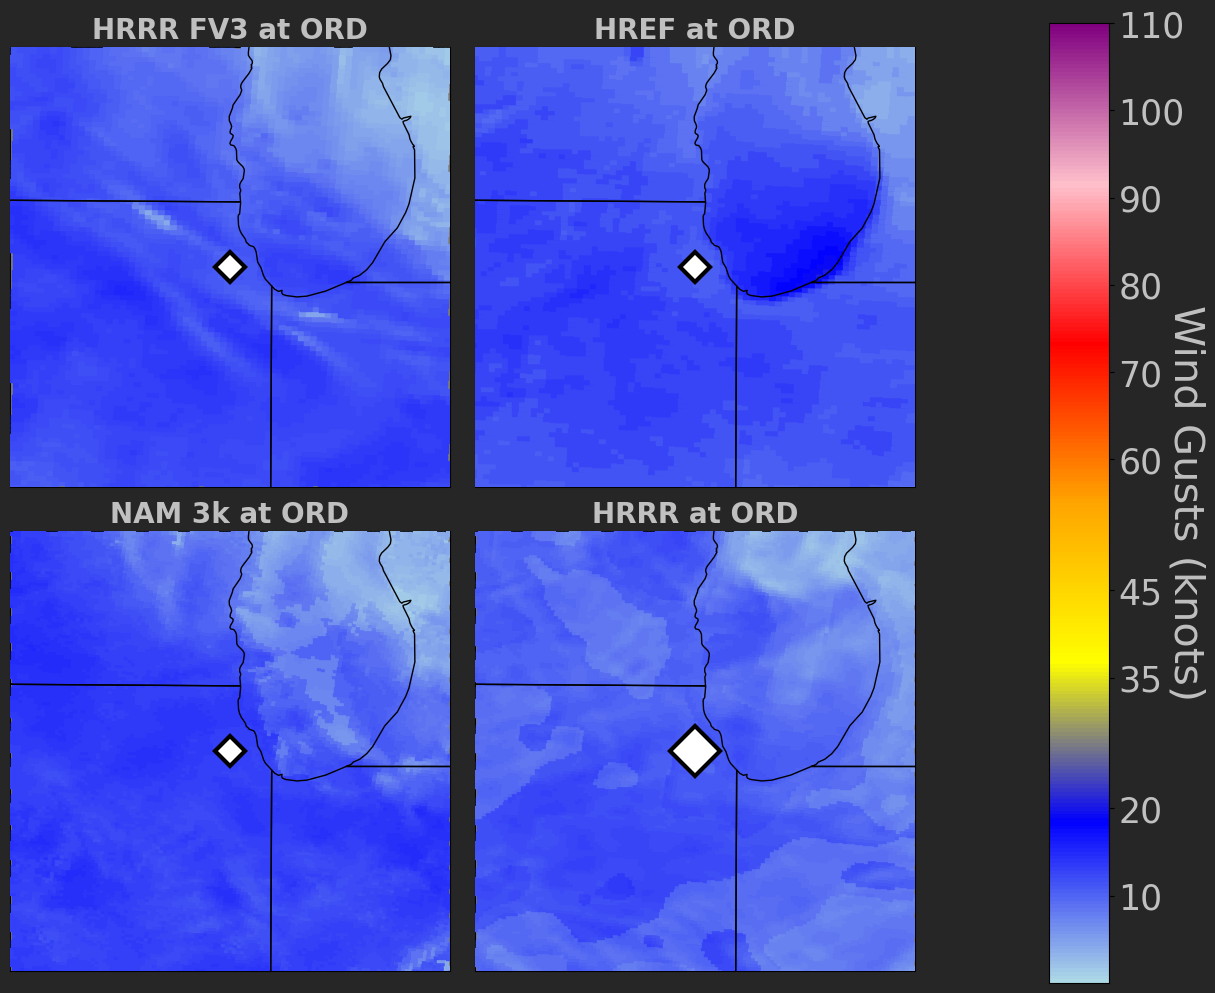 HRRR FV3 at ORD
HREF at ORD
NAM 3k at ORD
HRRR at ORD
110
100
90
80
70
60
45
35
20
10
Wind Gusts (knots)